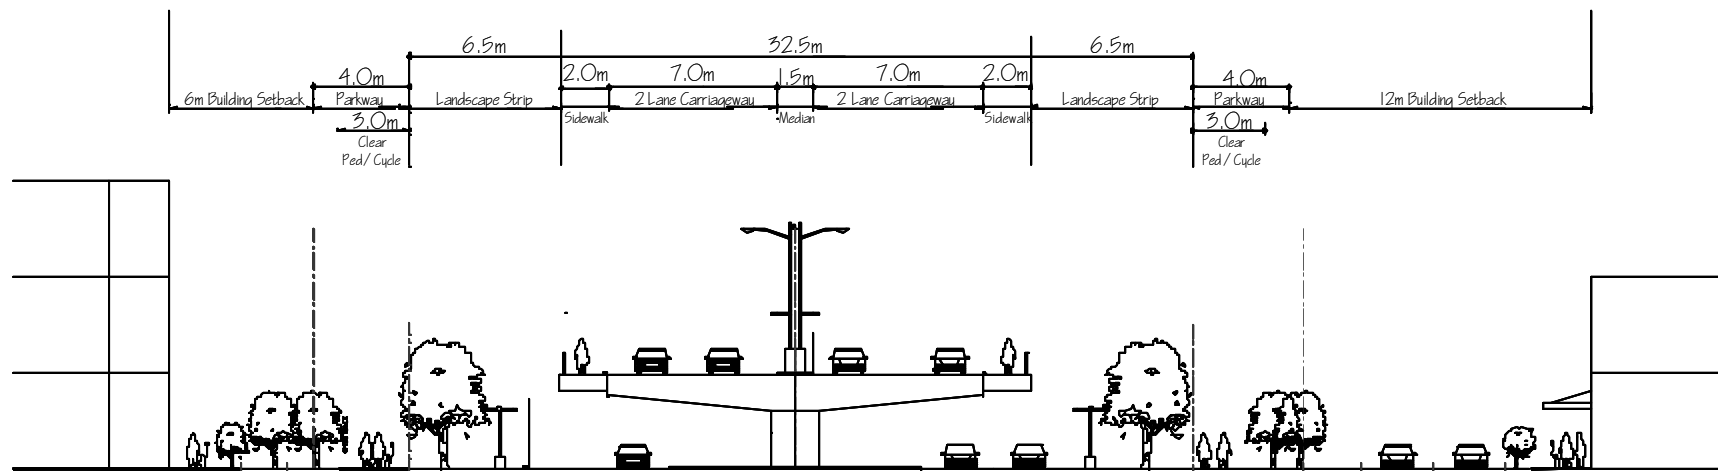 6.5m 32.5m 6.5m
4.0m 2.0m 7.0m 1.5m 7.0m 2.0m 4.0m
6m Building Setback Parkway Landscape Strip 2 Lane Carriageway 2 Lane Carriageway Landscape Strip Parkway 12m Building Setback
3.0m Sidewalk Median Sidewalk 3.0m
Clear Clear
Ped / Cycle Ped / Cycle